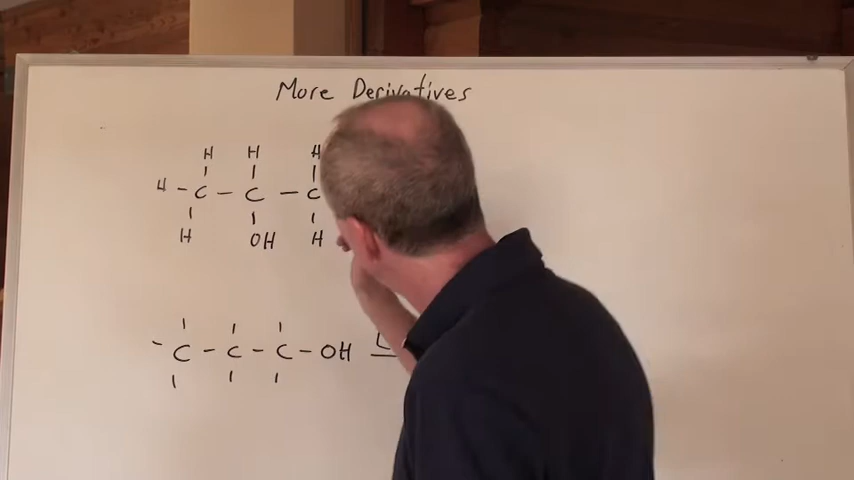 More Derivatives
H H H
H - C - C - C
H OH H
- C - C - C - OH